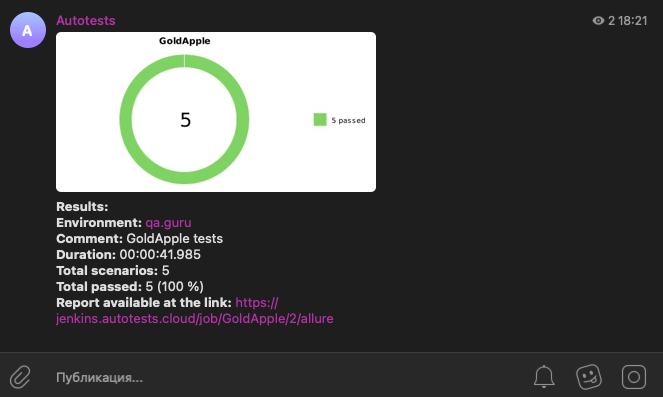 A
Autotests
2 18:21
GoldApple
5
5 passed
Results:
Environment: qa.guru
Comment: GoldApple tests
Duration: 00:00:41.985
Total scenarios: 5
Total passed: 5 (100 %)
Report available at the link: https://
jenkins.autotests.cloud/job/GoldApple/2/allure
Публикация...